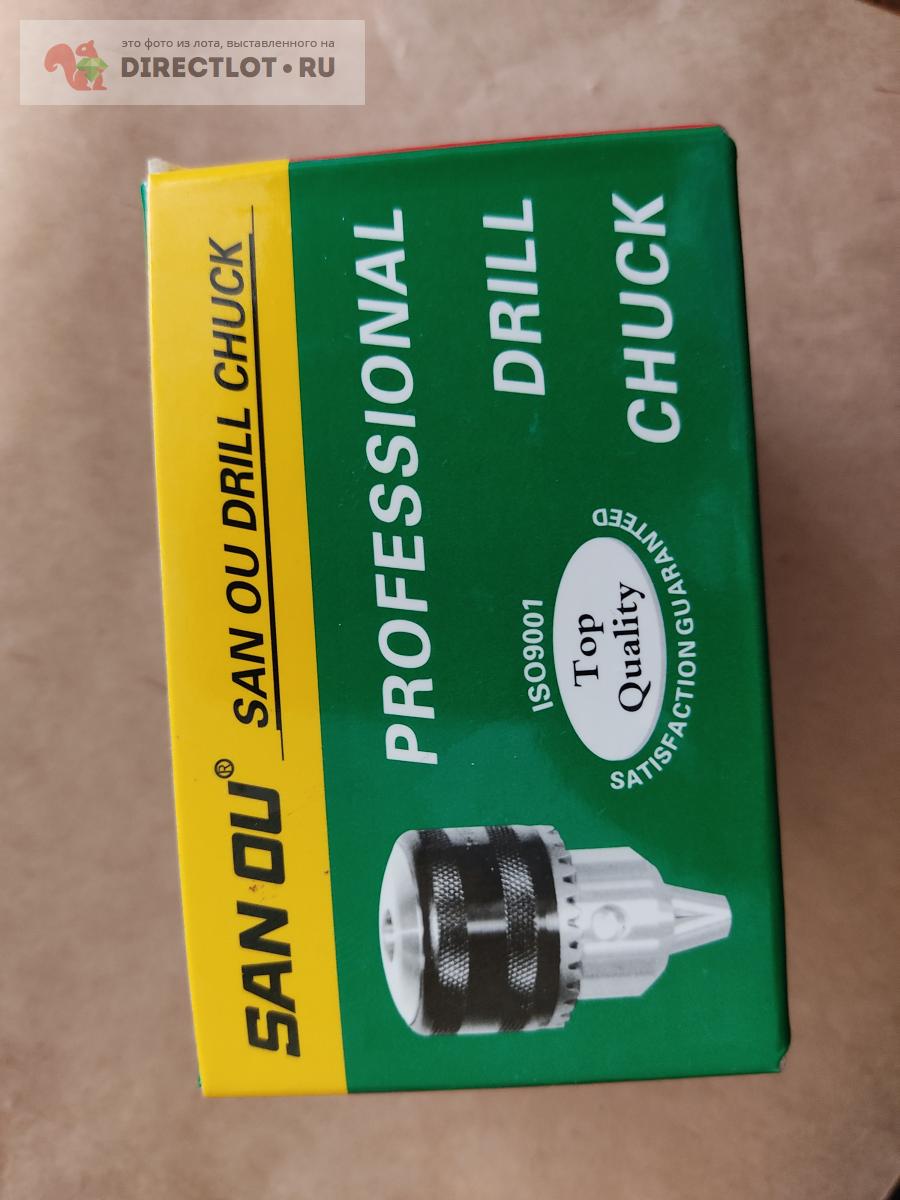 это фото из лота, выставленного на
DIRECTLOT•RU
SAN OU® SAN OU DRILL CHUCK
PROFESSIONAL
DRILL
CHUCK
ISO9001
Top
Quality
SATISFACTION GUARANTEED